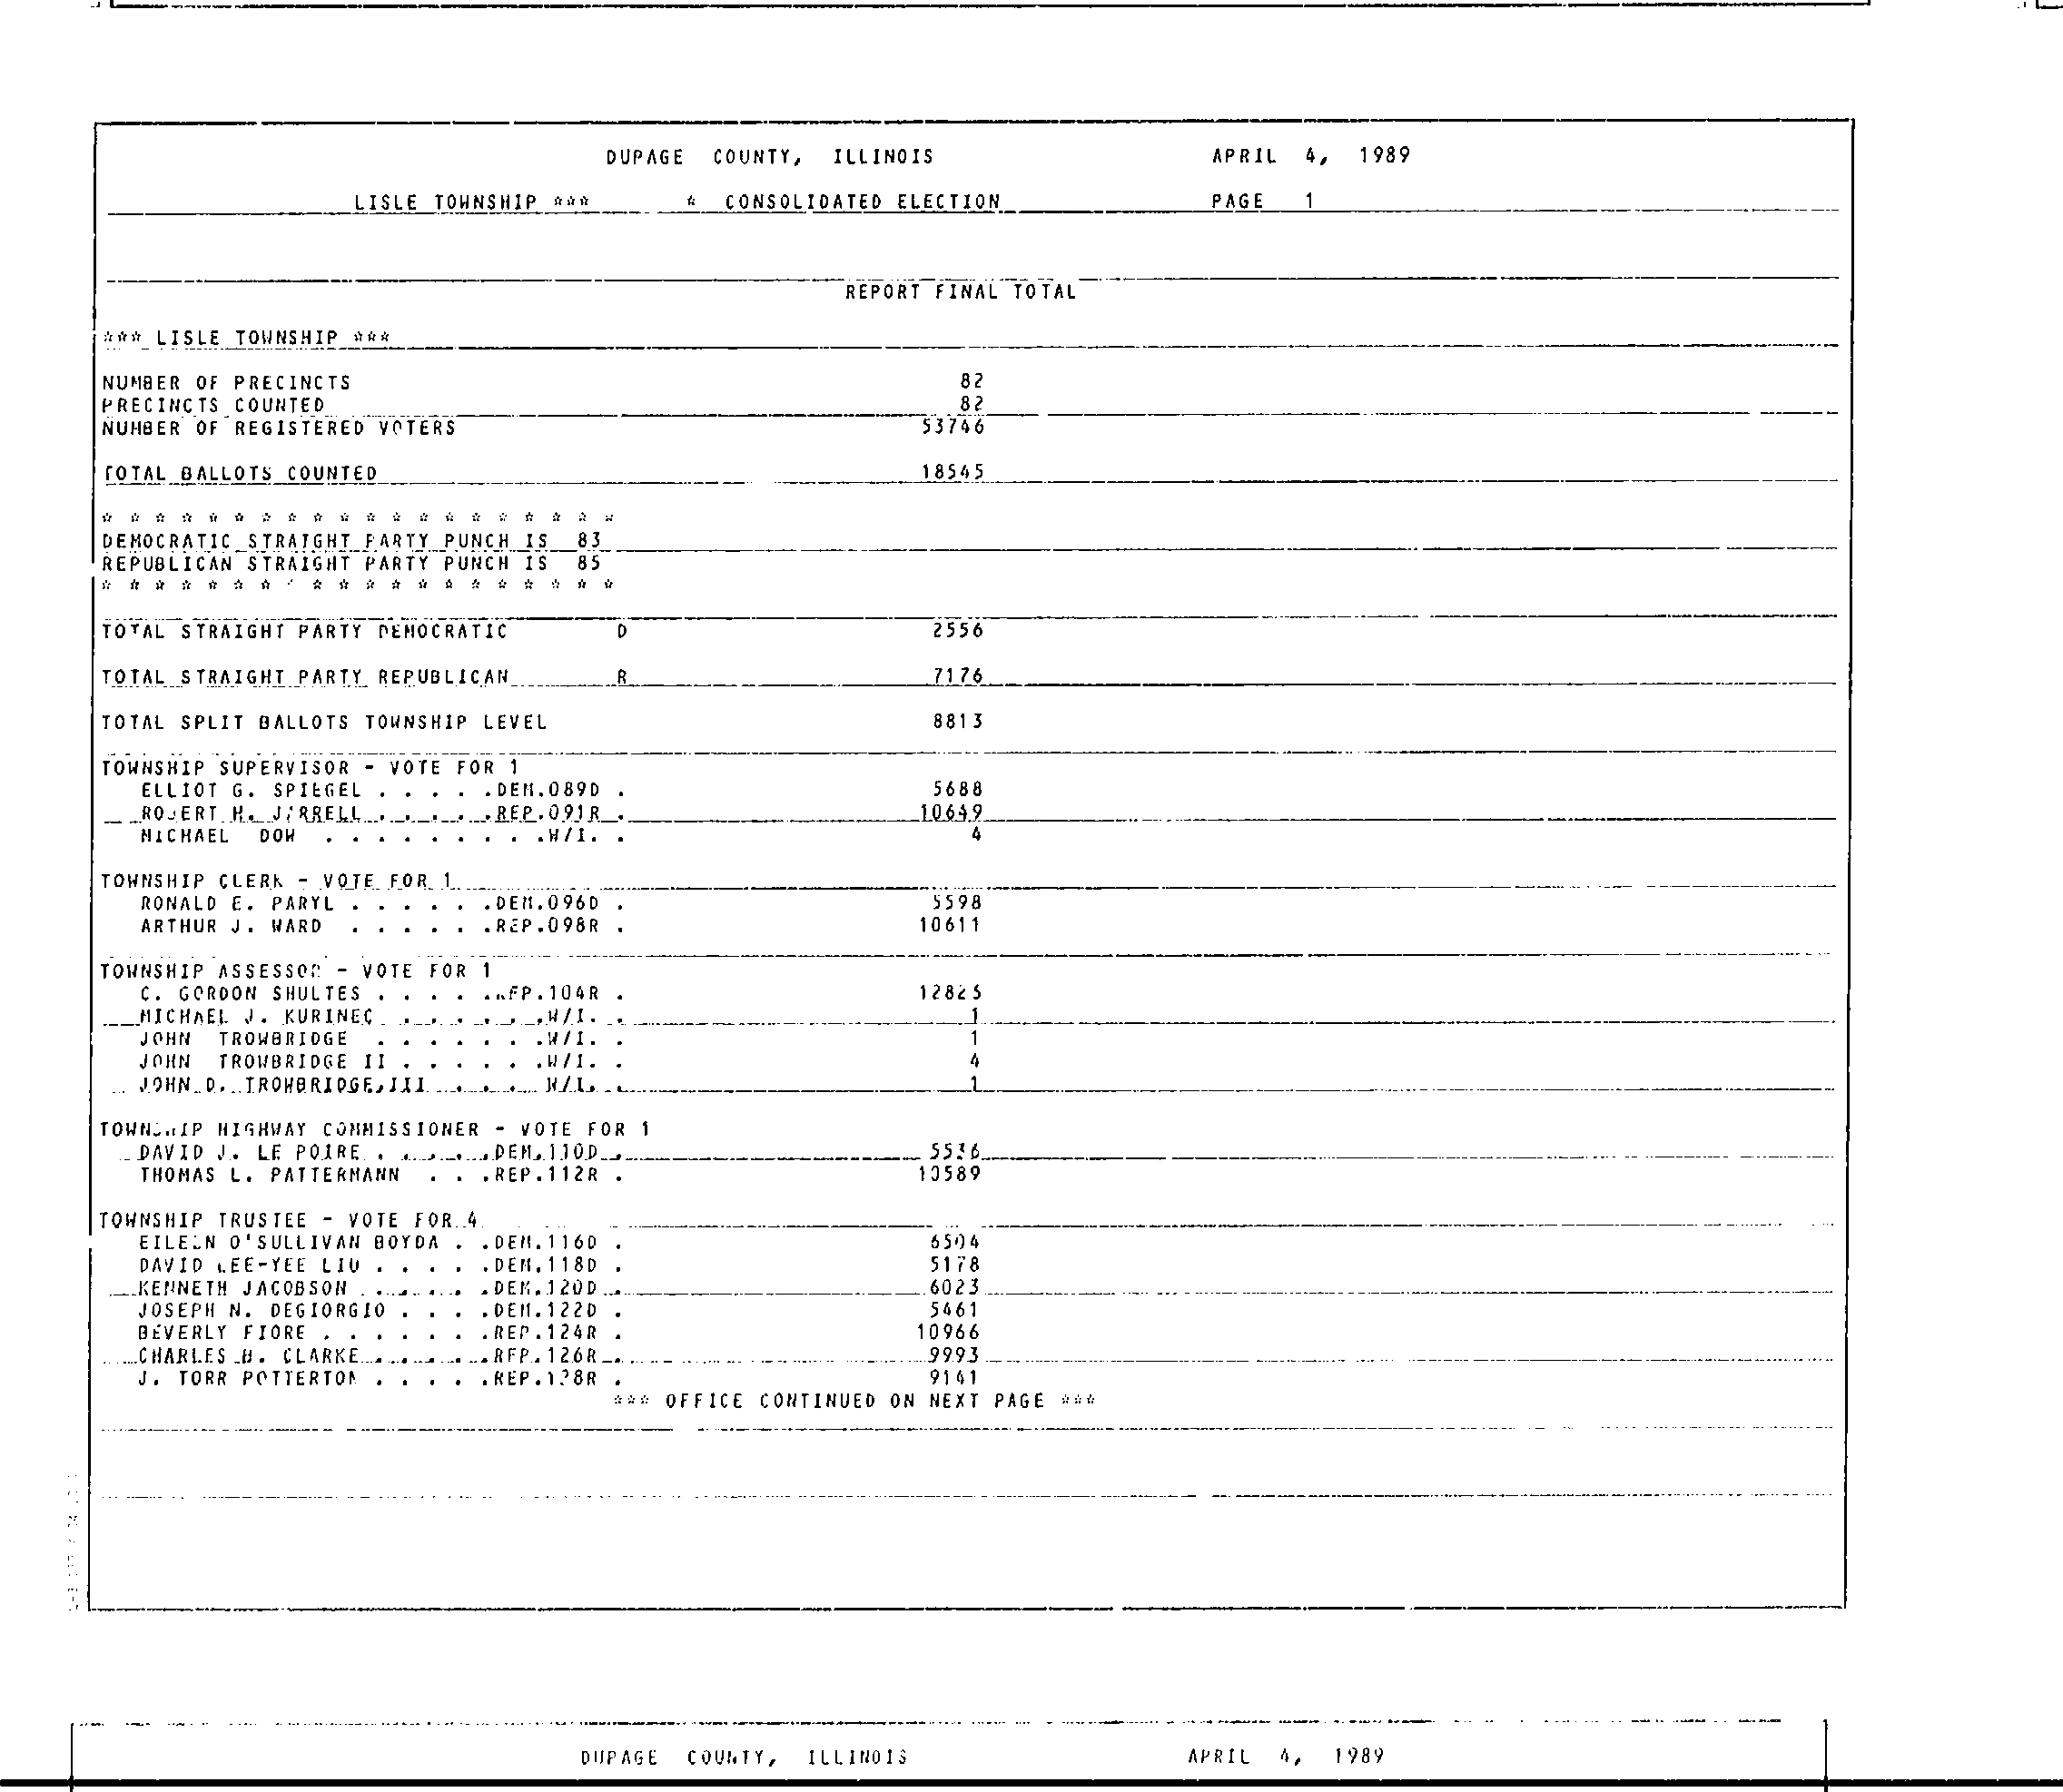 DUPAGE COUNTY, ILLINOIS APRIL 4, 1989
LISLE TOWNSHIP *** * CONSOLIDATED ELECTION PAGE 1
REPORT FINAL TOTAL
*** LISLE TOWNSHIP ***
NUMBER OF PRECINCTS 82
PRECINCTS COUNTED 82
NUMBER OF REGISTERED VOTERS 53746
TOTAL BALLOTS COUNTED 18545
* * * * * * * * * * * * * * * * * * * *
DEMOCRATIC STRAIGHT PARTY PUNCH IS 83
REPUBLICAN STRAIGHT PARTY PUNCH IS 85
* * * * * * * * * * * * * * * * * * * *
TOTAL STRAIGHT PARTY DEMOCRATIC D 2556
TOTAL STRAIGHT PARTY REPUBLICAN R 7176
TOTAL SPLIT BALLOTS TOWNSHIP LEVEL 8813
TOWNSHIP SUPERVISOR - VOTE FOR 1
ELLIOT G. SPIEGEL . . . . .DEM.089D . 5688
ROBERT H. JARRELL . . . . .REP.091R . 10649
MICHAEL DOW . . . . . . . . .W/I. . 4
TOWNSHIP CLERK - VOTE FOR 1
RONALD E. PARYL . . . . . .DEM.096D . 5598
ARTHUR J. WARD . . . . . .REP.098R . 10611
TOWNSHIP ASSESSOR - VOTE FOR 1
C. GORDON SHULTES . . . . .REP.104R . 12825
MICHAEL J. KURINEC . . . . . .W/I. . 1
JOHN TROWBRIDGE . . . . . . .W/I. . 1
JOHN TROWBRIDGE II . . . . . .W/I. . 4
JOHN D. TROWBRIDGE,III . . . . W/I. . 1
TOWNSHIP HIGHWAY COMMISSIONER - VOTE FOR 1
DAVID J. LE POIRE . . . . .DEM.110D . 5536
THOMAS L. PATTERMANN . . .REP.112R . 10589
TOWNSHIP TRUSTEE - VOTE FOR 4
EILEEN O'SULLIVAN BOYDA . .DEM.116D . 6504
DAVID LEE-YEE LIU . . . . .DEM.118D . 5178
KENNETH JACOBSON . . . . . .DEM.120D . 6023
JOSEPH N. DEGIORGIO . . . .DEM.122D . 5461
BEVERLY FIORE . . . . . . .REP.124R . 10966
CHARLES B. CLARKE . . . . .REP.126R . 9993
J. TORR POTTERTON . . . . .REP.128R . 9141
*** OFFICE CONTINUED ON NEXT PAGE ***
DUPAGE COUNTY, ILLINOIS APRIL 4, 1989